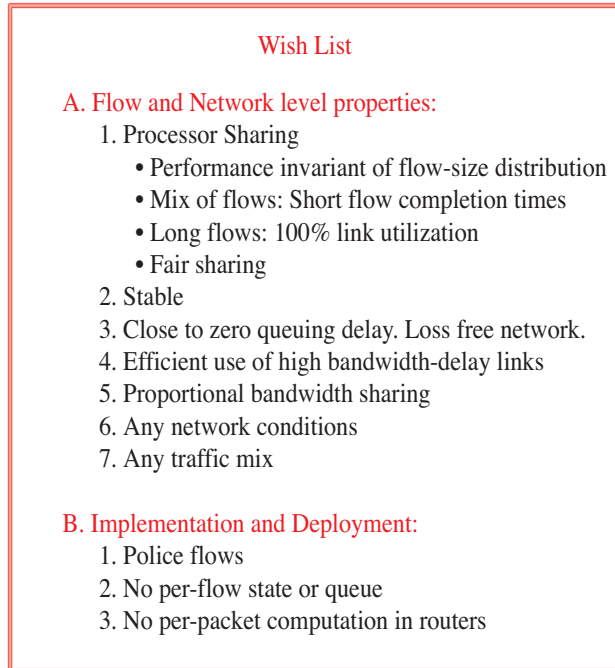 Wish List
A. Flow and Network level properties:
1. Processor Sharing
• Performance invariant of flow-size distribution
• Mix of flows: Short flow completion times
• Long flows: 100% link utilization
• Fair sharing
2. Stable
3. Close to zero queuing delay. Loss free network.
4. Efficient use of high bandwidth-delay links
5. Proportional bandwidth sharing
6. Any network conditions
7. Any traffic mix
B. Implementation and Deployment:
1. Police flows
2. No per-flow state or queue
3. No per-packet computation in routers